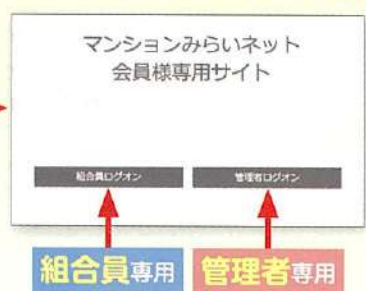 マンションみらいネット
会員様専用サイト
組合員ログオン
管理者ログオン
組合員専用
管理者専用